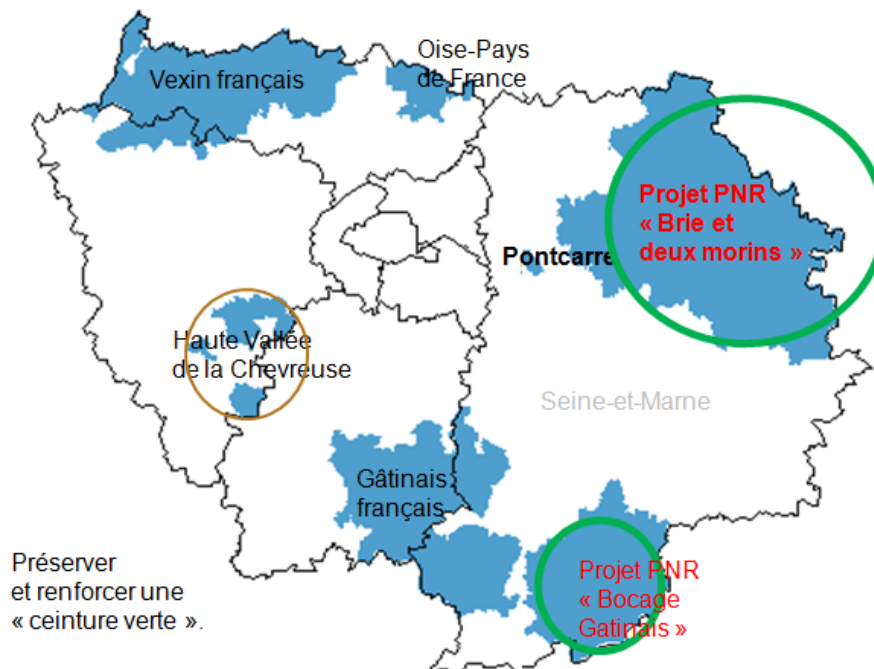 Oise-Pays
de France
Vexin français
Projet PNR
« Brie et
deux morins »
Pontcarre
Haute Vallée
de la Chevreuse
Seine-et-Marne
Gâtinais
français
Préserver
et renforcer une
« ceinture verte ».
Projet PNR
« Bocage
Gatinais »